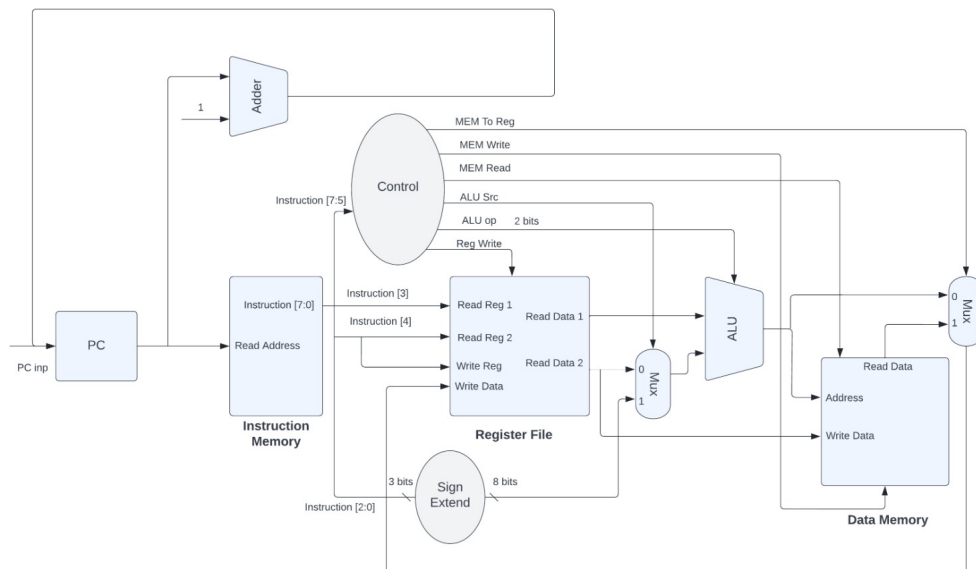 Adder
1
MEM To Reg
MEM Write
MEM Read
Control
ALU Src
Instruction [7:5]
ALU op
2 bits
Reg Write
Instruction [7:0]
Instruction [3]
Read Reg 1
Read Data 1
Instruction [4]
Read Reg 2
ALU
0
Mux
1
PC
Read Address
PC inp
Write Reg
Read Data 2
Write Data
0
Mux
1
Read Data
Address
Instruction
Memory
Register File
Write Data
3 bits
Sign
Extend
8 bits
Instruction [2:0]
Data Memory